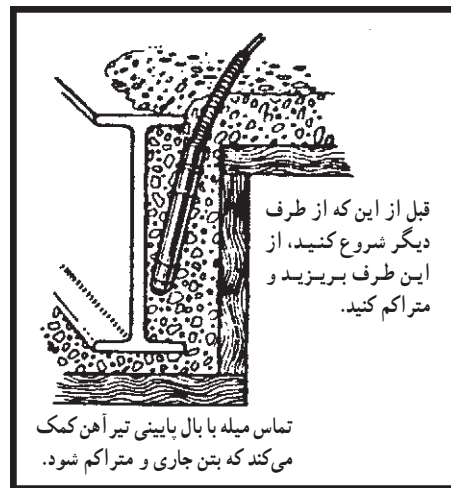 قبل از این که از طرف
دیگر شروع کنید، از
این طرف بریزید و
متراکم کنید.
تماس میله با بال پایینی تیرآهن کمک
می‌کند که بتن جاری و متراکم شود.